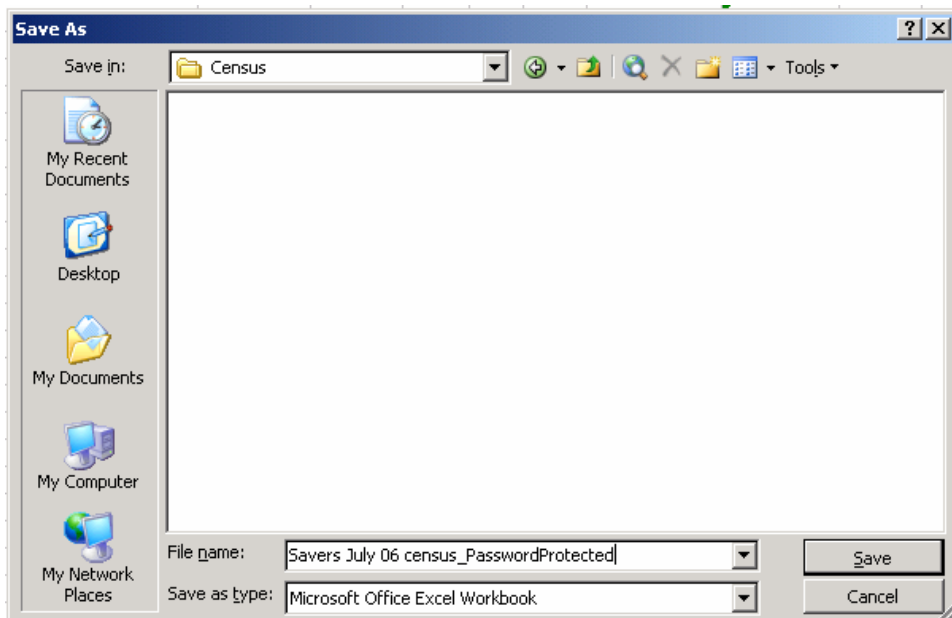 Save As
Save in:
Census
Tools
My Recent
Documents
Desktop
My Documents
My Computer
My Network
Places
File name:
Savers July 06 census_PasswordProtected
Save
Save as type:
Microsoft Office Excel Workbook
Cancel